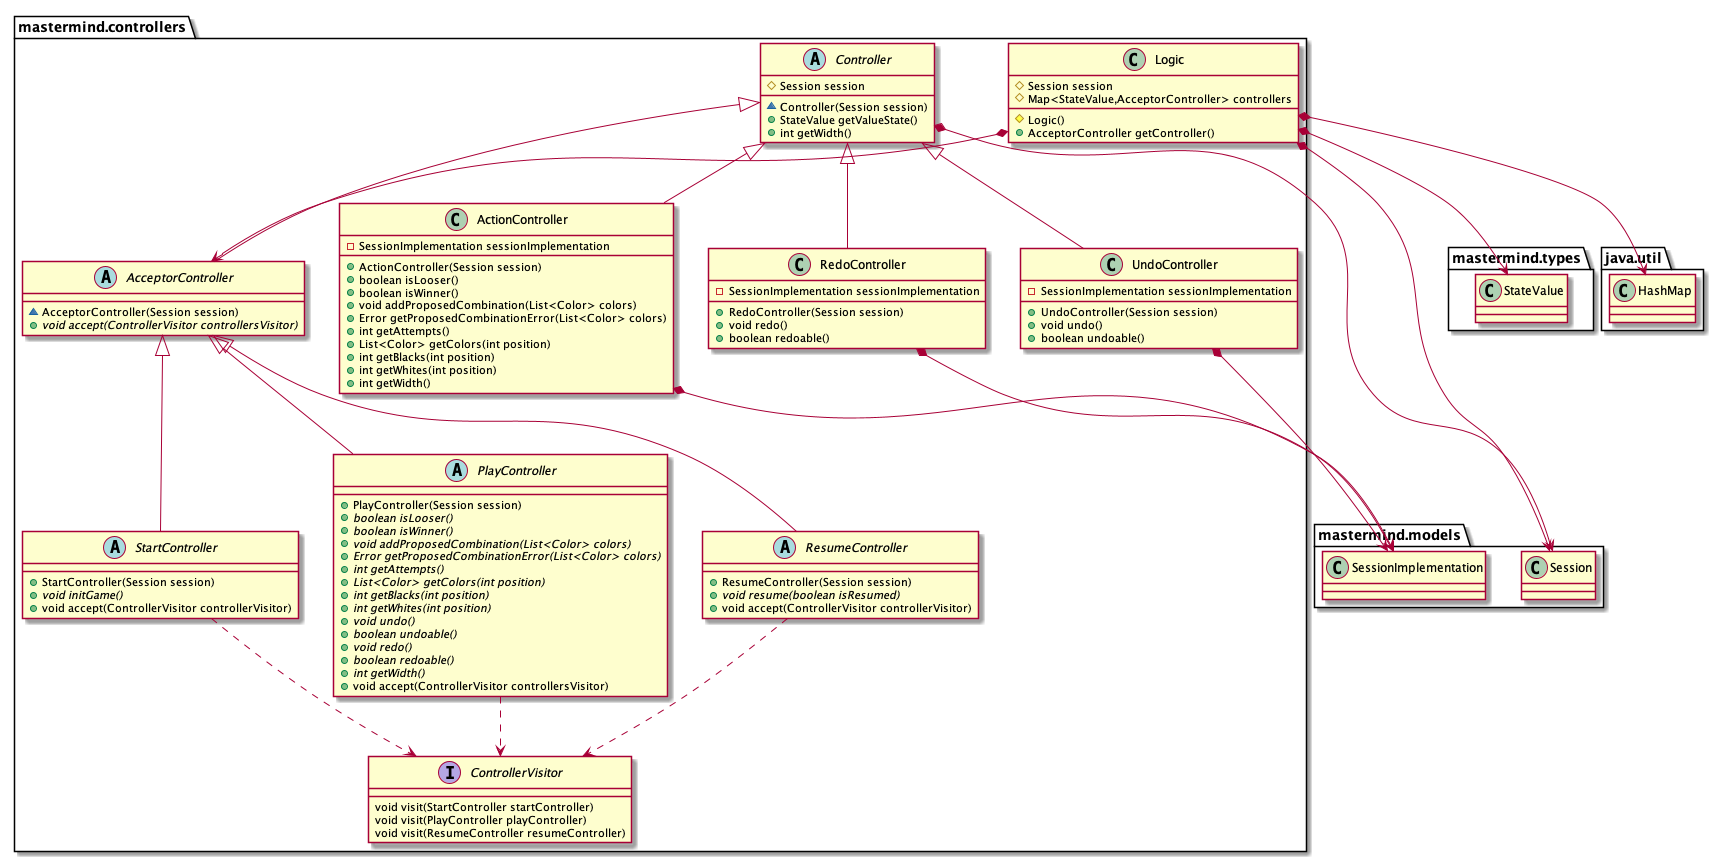 mastermind.controllers
A Controller
Session session
Controller(Session session)
StateValue getValueState()
int getWidth()
C Logic
Session session
Map<StateValue,AcceptorController> controllers
Logic()
AcceptorController getController()
C ActionController
SessionImplementation sessionImplementation
ActionController(Session session)
boolean isLooser()
boolean isWinner()
void addProposedCombination(List<Color> colors)
Error getProposedCombinationError(List<Color> colors)
int getAttempts()
List<Color> getColors(int position)
int getBlacks(int position)
int getWhites(int position)
int getWidth()
C RedoController
SessionImplementation sessionImplementation
RedoController(Session session)
void redo()
boolean redoable()
C UndoController
SessionImplementation sessionImplementation
UndoController(Session session)
void undo()
boolean undoable()
A AcceptorController
AcceptorController(Session session)
void accept(ControllerVisitor controllersVisitor)
mastermind.types
C StateValue
java.util
C HashMap
A StartController
StartController(Session session)
void initGame()
void accept(ControllerVisitor controllerVisitor)
A PlayController
PlayController(Session session)
boolean isLooser()
boolean isWinner()
void addProposedCombination(List<Color> colors)
Error getProposedCombinationError(List<Color> colors)
int getAttempts()
List<Color> getColors(int position)
int getBlacks(int position)
int getWhites(int position)
void undo()
boolean undoable()
void redo()
boolean redoable()
int getWidth()
void accept(ControllerVisitor controllersVisitor)
A ResumeController
ResumeController(Session session)
void resume(boolean isResumed)
void accept(ControllerVisitor controllerVisitor)
mastermind.models
C SessionImplementation
C Session
I ControllerVisitor
void visit(StartController startController)
void visit(PlayController playController)
void visit(ResumeController resumeController)